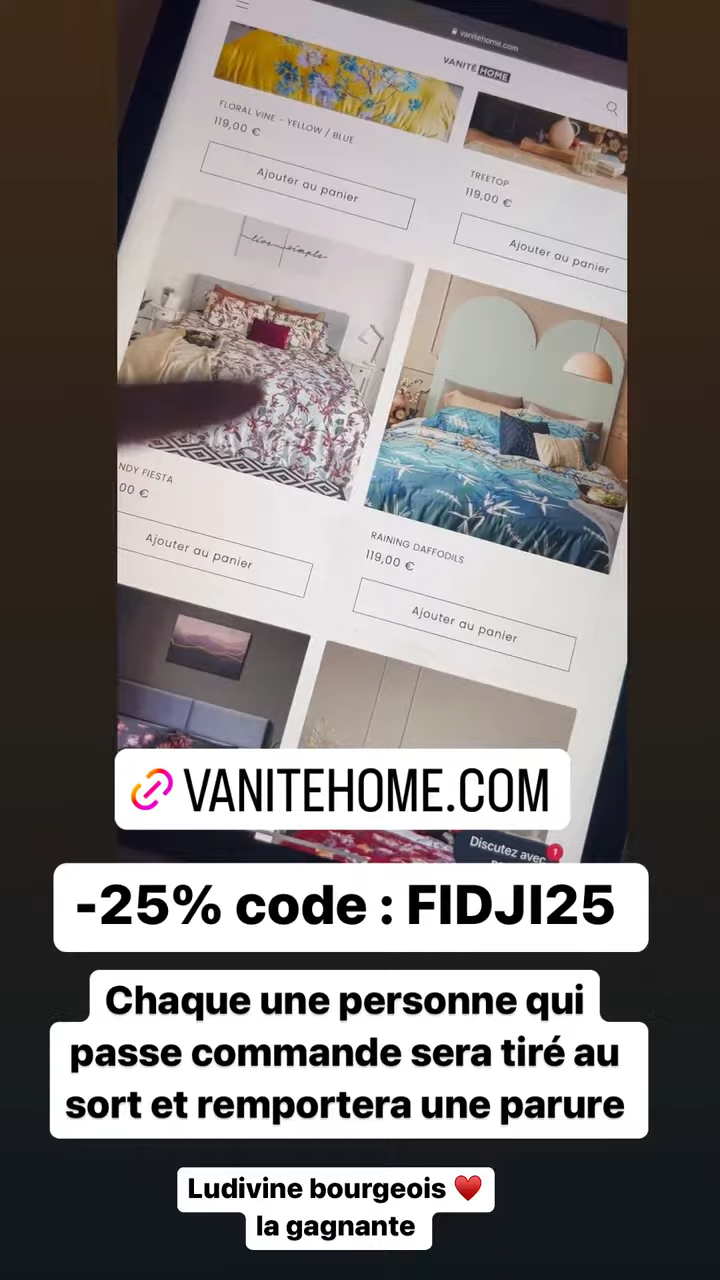 vanitehome.com
VANITÉ HOME
FLORAL VINE - YELLOW / BLUE
119,00 €
Ajouter au panier
TREETOP
119,00 €
Ajouter au panier
live simple
NDY FIESTA
00 €
Ajouter au panier
RAINING DAFFODILS
119,00 €
Ajouter au panier
VANITEHOME.COM
Discutez avec
1
-25% code : FIDJI25
Chaque une personne qui
passe commande sera tiré au
sort et remportera une parure
Ludivine bourgeois ♥️
la gagnante